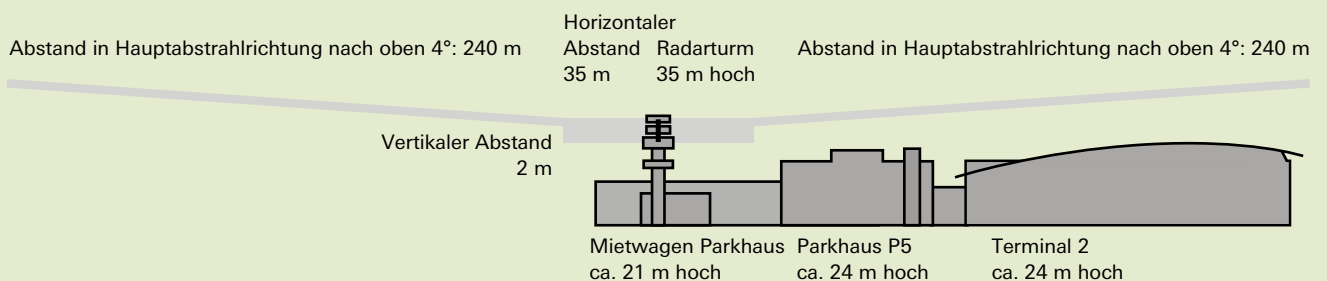 Abstand in Hauptabstrahlrichtung nach oben 4°: 240 m
Horizontaler
Abstand
35 m
Radarturm
35 m hoch
Abstand in Hauptabstrahlrichtung nach oben 4°: 240 m
Vertikaler Abstand
2 m
Mietwagen Parkhaus
ca. 21 m hoch
Parkhaus P5
ca. 24 m hoch
Terminal 2
ca. 24 m hoch